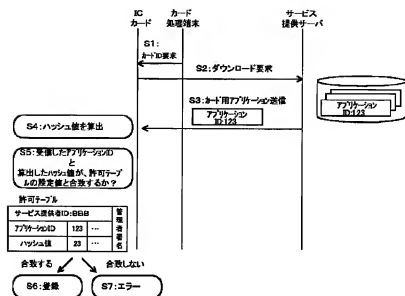 IC
カード
カード
処理端末
サービス
提供サーバ
S1:
カードID要求
S2:ダウンロード要求
S3:カード用アプリケーション送信
アプリケーション
ID:123
アプリケーション
ID:123
S4:ハッシュ値を算出
S5:受信したアプリケーションID
と
算出したハッシュ値が、許可テーブ
ルの設定値と合致するか?
許可テーブル
サービス提供者ID:BBB
管理者署名
アプリケーションID 123 …
ハッシュ値 23 …
合致する
合致しない
S6:登録
S7:エラー